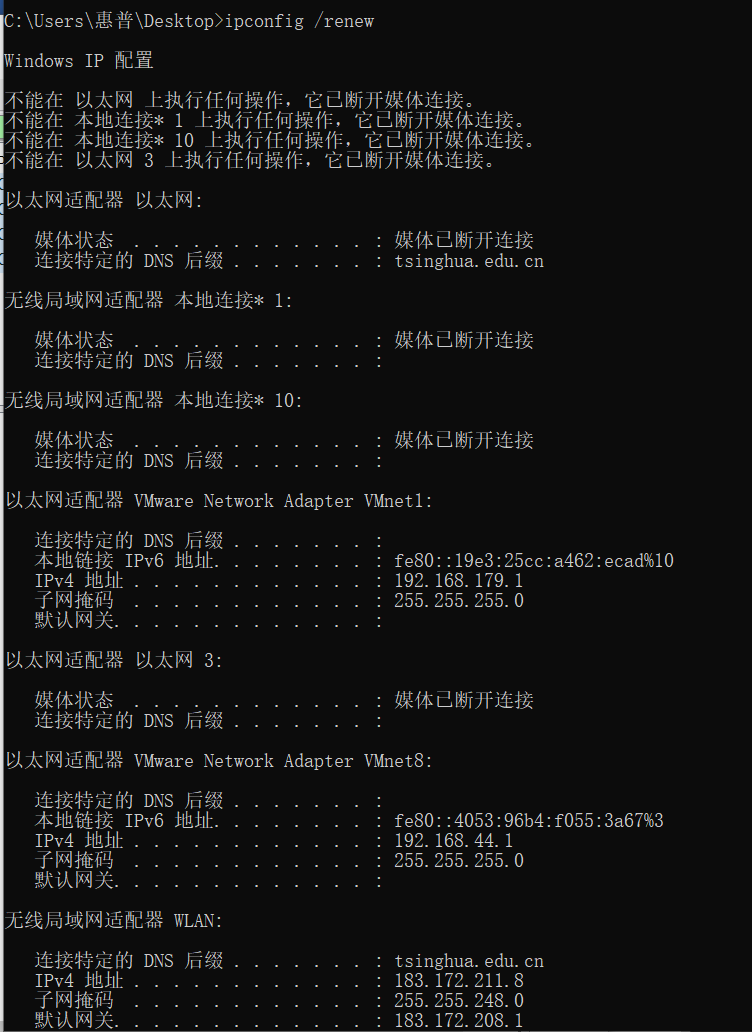 C:\Users\惠普\Desktop>ipconfig /renew
Windows IP 配置
不能在 以太网 上执行任何操作，它已断开媒体连接。
不能在 本地连接* 1 上执行任何操作，它已断开媒体连接。
不能在 本地连接* 10 上执行任何操作，它已断开媒体连接。
不能在 以太网 3 上执行任何操作，它已断开媒体连接。
以太网适配器 以太网:
媒体状态 . . . . . . . . . . . . : 媒体已断开连接
连接特定的 DNS 后缀 . . . . . . . : tsinghua.edu.cn
无线局域网适配器 本地连接* 1:
媒体状态 . . . . . . . . . . . . : 媒体已断开连接
连接特定的 DNS 后缀 . . . . . . . :
无线局域网适配器 本地连接* 10:
媒体状态 . . . . . . . . . . . . : 媒体已断开连接
连接特定的 DNS 后缀 . . . . . . . :
以太网适配器 VMware Network Adapter VMnet1:
连接特定的 DNS 后缀 . . . . . . . :
本地链接 IPv6 地址. . . . . . . . : fe80::19e3:25cc:a462:ecad%10
IPv4 地址 . . . . . . . . . . . . : 192.168.179.1
子网掩码 . . . . . . . . . . . . : 255.255.255.0
默认网关. . . . . . . . . . . . . :
以太网适配器 以太网 3:
媒体状态 . . . . . . . . . . . . : 媒体已断开连接
连接特定的 DNS 后缀 . . . . . . . :
以太网适配器 VMware Network Adapter VMnet8:
连接特定的 DNS 后缀 . . . . . . . :
本地链接 IPv6 地址. . . . . . . . : fe80::4053:96b4:f055:3a67%3
IPv4 地址 . . . . . . . . . . . . : 192.168.44.1
子网掩码 . . . . . . . . . . . . : 255.255.255.0
默认网关. . . . . . . . . . . . . :
无线局域网适配器 WLAN:
连接特定的 DNS 后缀 . . . . . . . : tsinghua.edu.cn
IPv4 地址 . . . . . . . . . . . . : 183.172.211.8
子网掩码 . . . . . . . . . . . . : 255.255.248.0
默认网关. . . . . . . . . . . . . : 183.172.208.1